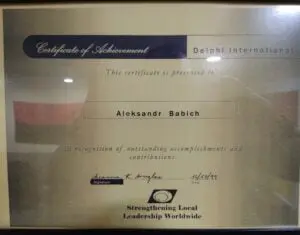 Certificate of Achievement
Delphi International
This certificate is presented to
Aleksandr Babich
in recognition of outstanding accomplishments and
contributions.
Strengthening Local
Leadership Worldwide